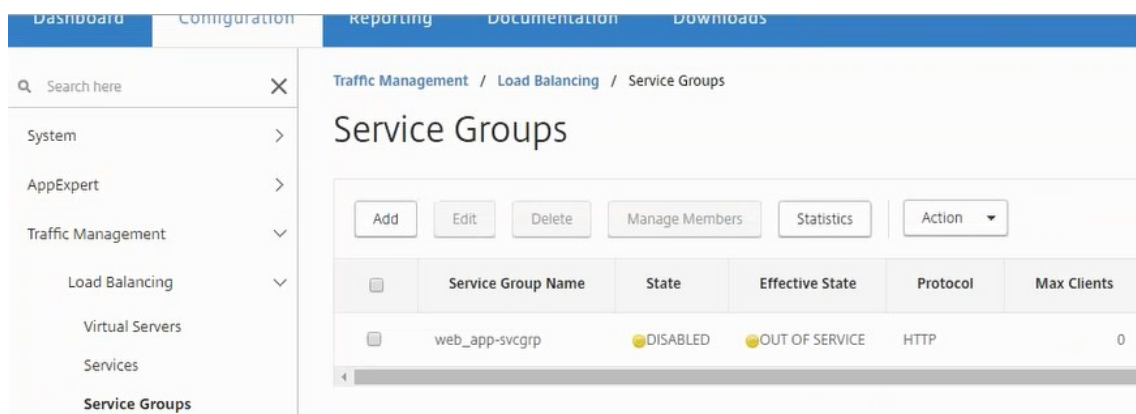 Dashboard Configuration Reporting Documentation Downloads
Search here
System
AppExpert
Traffic Management
Load Balancing
Virtual Servers
Services
Service Groups
Traffic Management / Load Balancing / Service Groups
Service Groups
Add Edit Delete Manage Members Statistics Action
Service Group Name State Effective State Protocol Max Clients
web_app-svcgrp DISABLED OUT OF SERVICE HTTP 0